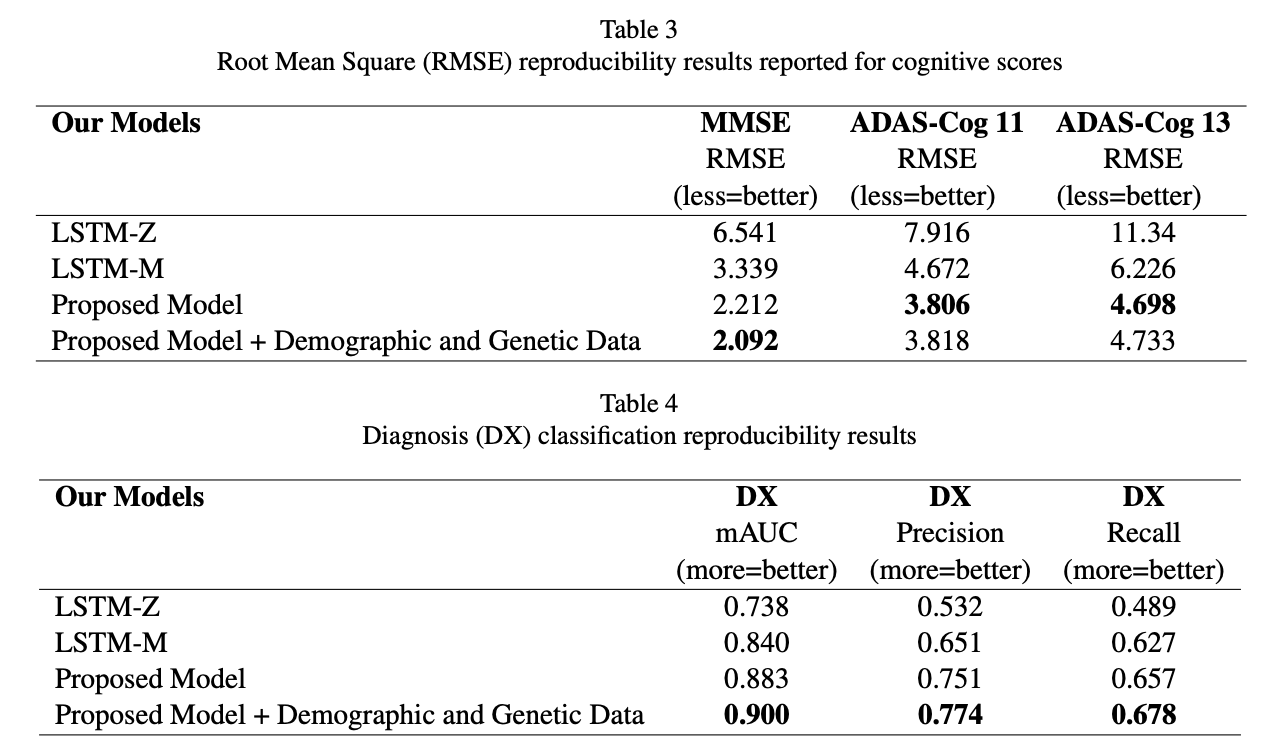 Table 3
Root Mean Square (RMSE) reproducibility results reported for cognitive scores
Our Models MMSE ADAS-Cog 11 ADAS-Cog 13
RMSE RMSE RMSE
(less=better) (less=better) (less=better)
LSTM-Z 6.541 7.916 11.34
LSTM-M 3.339 4.672 6.226
Proposed Model 2.212 3.806 4.698
Proposed Model + Demographic and Genetic Data 2.092 3.818 4.733
Table 4
Diagnosis (DX) classification reproducibility results
Our Models DX DX DX
mAUC Precision Recall
(more=better) (more=better) (more=better)
LSTM-Z 0.738 0.532 0.489
LSTM-M 0.840 0.651 0.627
Proposed Model 0.883 0.751 0.657
Proposed Model + Demographic and Genetic Data 0.900 0.774 0.678